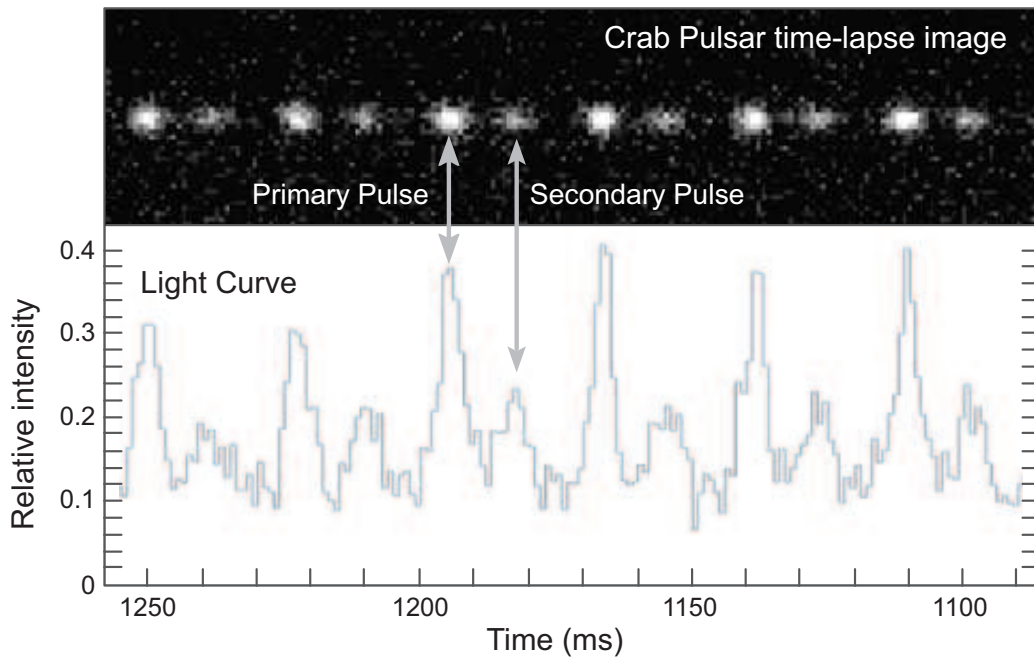 Crab Pulsar time-lapse image
Primary Pulse
Secondary Pulse
0.4
Light Curve
0.3
0.2
0.1
0
Relative intensity
1250
1200
1150
1100
Time (ms)